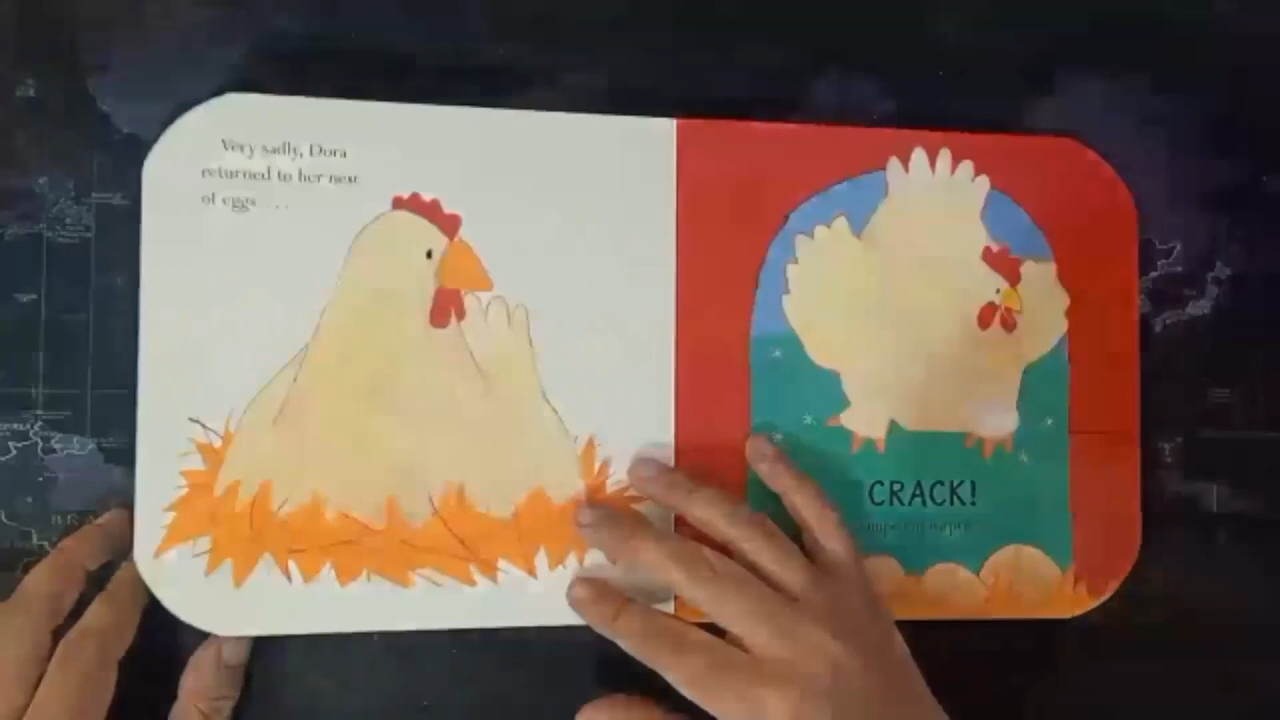 Very sadly, Dora
returned to her nest
of eggs . . .
CRACK!